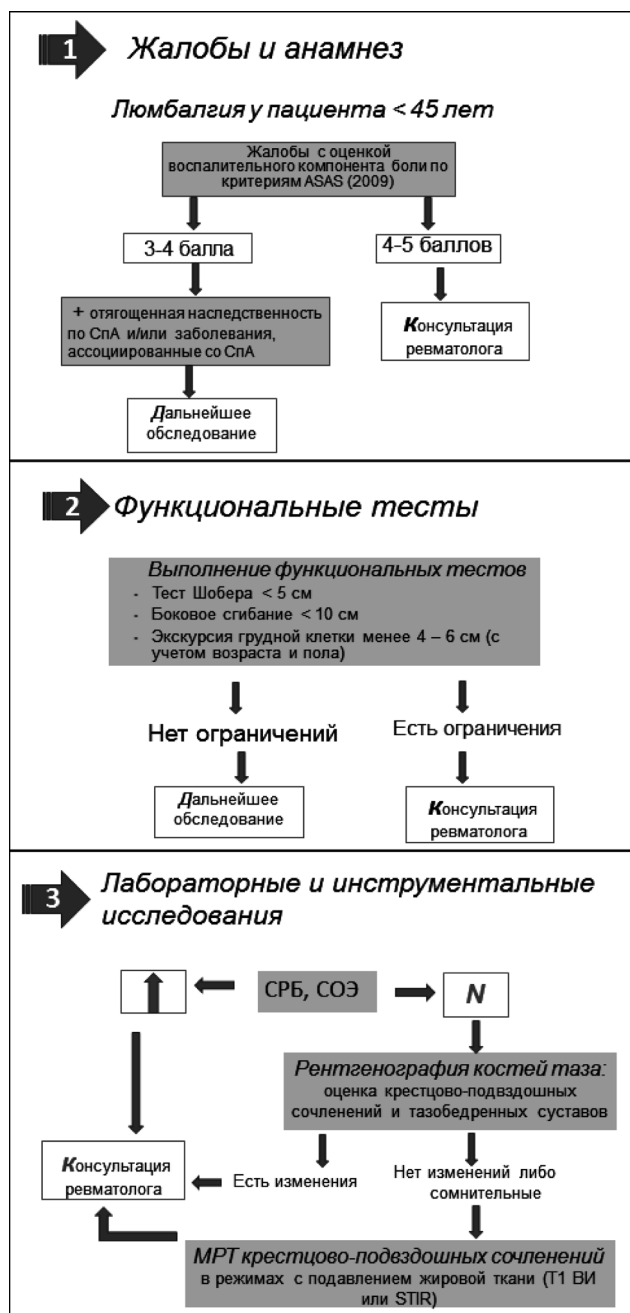 1 Жалобы и анамнез
Люмбалгия у пациента < 45 лет
Жалобы с оценкой
воспалительного компонента боли по
критериям ASAS (2009)
3-4 балла
4-5 баллов
+ отягощенная наследственность
по СпА и/или заболевания,
ассоциированные со СпА
Консультация
ревматолога
Дальнейшее
обследование
2 Функциональные тесты
Выполнение функциональных тестов
- Тест Шобера < 5 см
- Боковое сгибание < 10 см
- Экскурсия грудной клетки менее 4 – 6 см (с
учетом возраста и пола)
Нет ограничений
Есть ограничения
Дальнейшее
обследование
Консультация
ревматолога
3 Лабораторные и инструментальные
исследования
СРБ, СОЭ
N
Рентгенография костей таза:
оценка крестцово-подвздошных
сочленений и тазобедренных суставов
Консультация
ревматолога
Есть изменения
Нет изменений либо
сомнительные
МРТ крестцово-подвздошных сочленений
в режимах с подавлением жировой ткани (Т1 ВИ
или STIR)